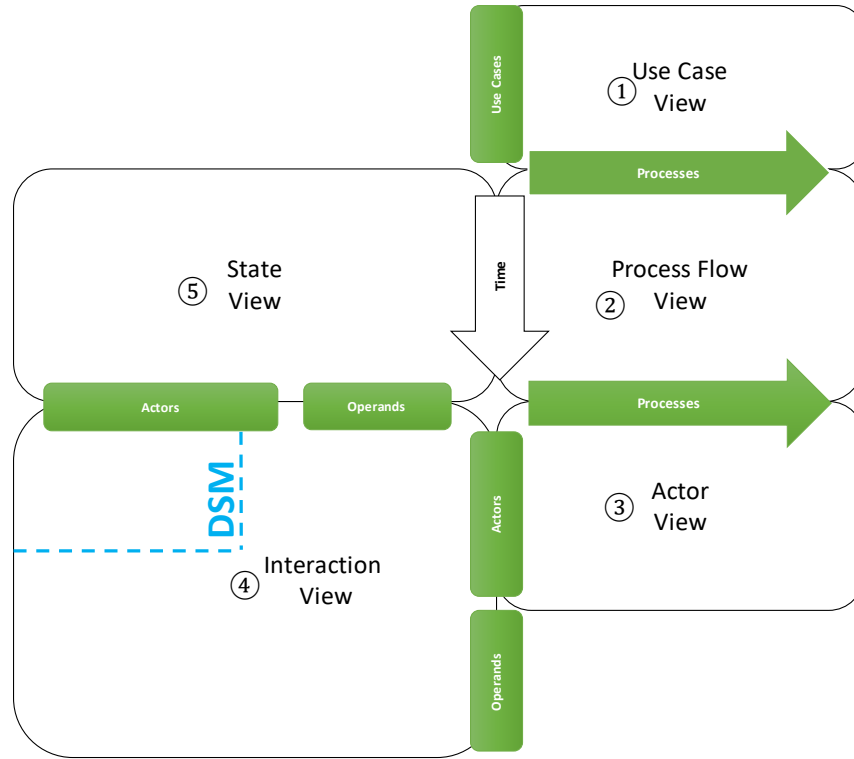 Use Cases
① Use Case
View
Processes
Time
⑤ State
View
② Process Flow
View
Actors
Operands
Processes
DSM
Actors
③ Actor
View
④ Interaction
View
Operands